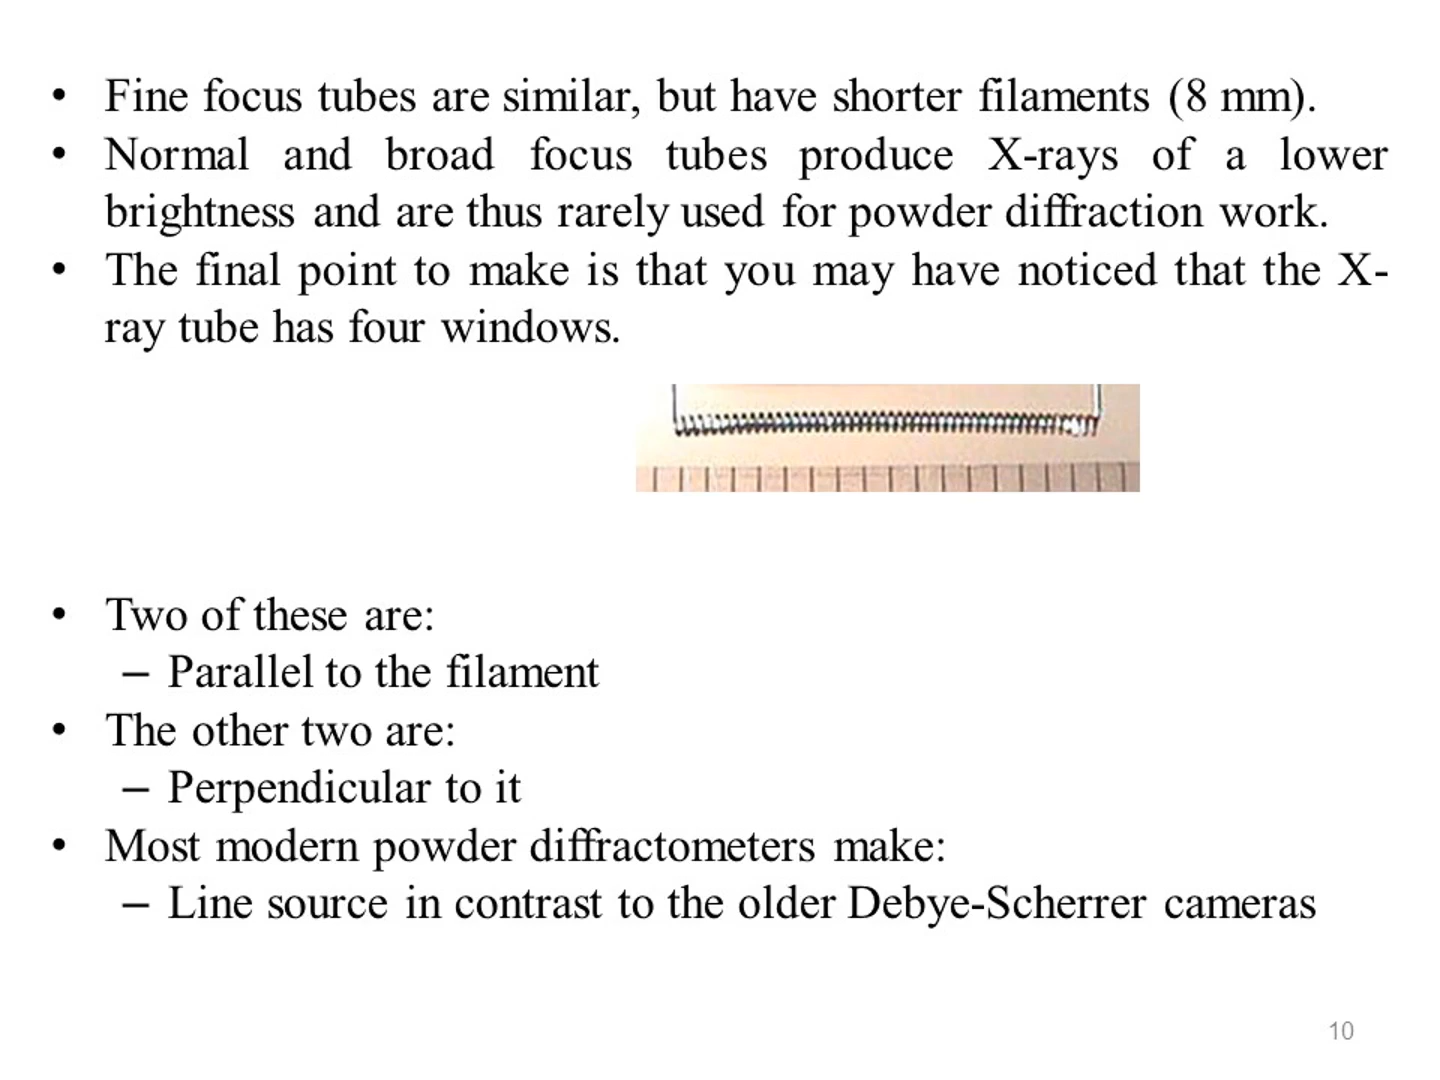 • Fine focus tubes are similar, but have shorter filaments (8 mm).
• Normal and broad focus tubes produce X-rays of a lower
brightness and are thus rarely used for powder diffraction work.
• The final point to make is that you may have noticed that the X-
ray tube has four windows.
• Two of these are:
– Parallel to the filament
• The other two are:
– Perpendicular to it
• Most modern powder diffractometers make:
– Line source in contrast to the older Debye-Scherrer cameras
10